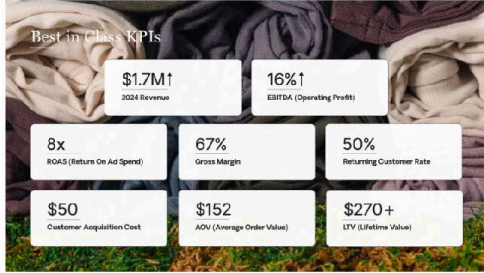 Best in Class KPIs
$1.7M↑
2024 Revenue
16%↑
EBITDA (Operating Profit)
8x
ROAS (Return On Ad Spend)
67%
Gross Margin
50%
Returning Customer Rate
$50
Customer Acquisition Cost
$152
AOV (Average Order Value)
$270+
LTV (Lifetime Value)